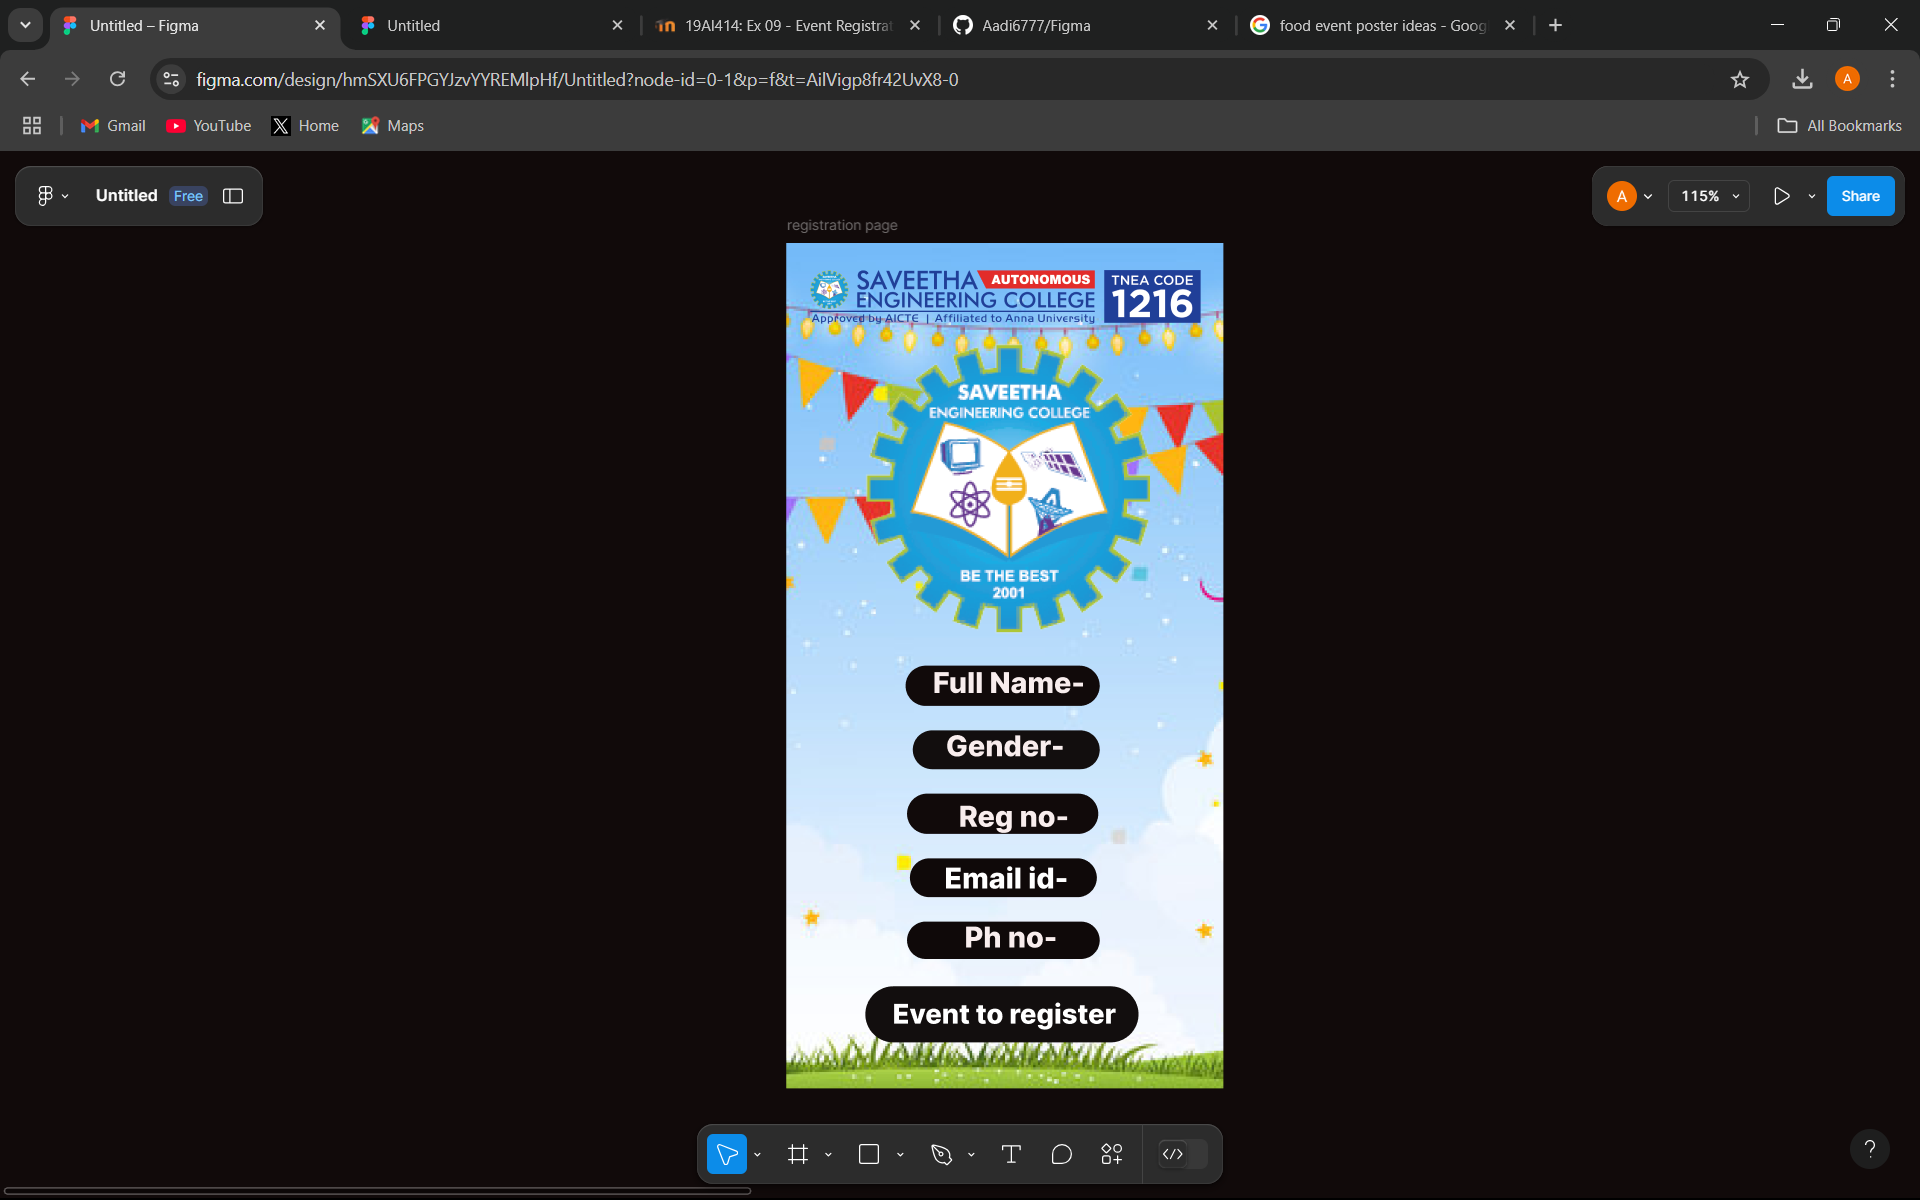 Untitled – Figma
Untitled
19AI414: Ex 09 - Event Registrat
Aadi6777/Figma
food event poster ideas - Goog
figma.com/design/hmSXU6FPGYJzvYYREMlpHf/Untitled?node-id=0-1&p=f&t=AilVigp8fr42UvX8-0
A
Gmail
YouTube
Home
Maps
All Bookmarks
Untitled
Free
A
115%
Share
registration page
SAVEETHA AUTONOMOUS
ENGINEERING COLLEGE
Approved by AICTE | Affiliated to Anna University
TNEA CODE
1216
SAVEETHA
ENGINEERING COLLEGE
BE THE BEST
2001
Full Name-
Gender-
Reg no-
Email id-
Ph no-
Event to register
?